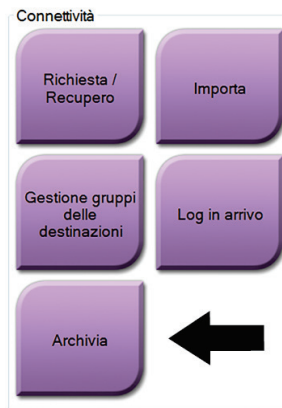 Connettività
Richiesta /
Recupero
Importa
Gestione gruppi
delle
destinazioni
Log in arrivo
Archivia